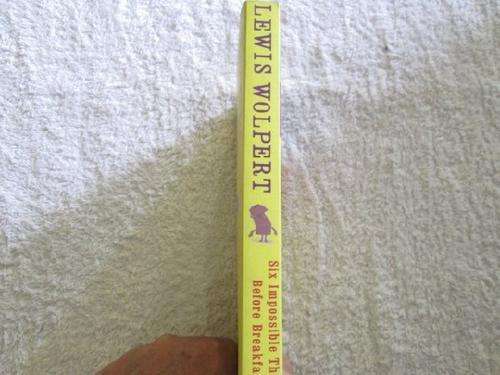 LEWIS WOLPERT
Six Impossible Th
Before Breakfa